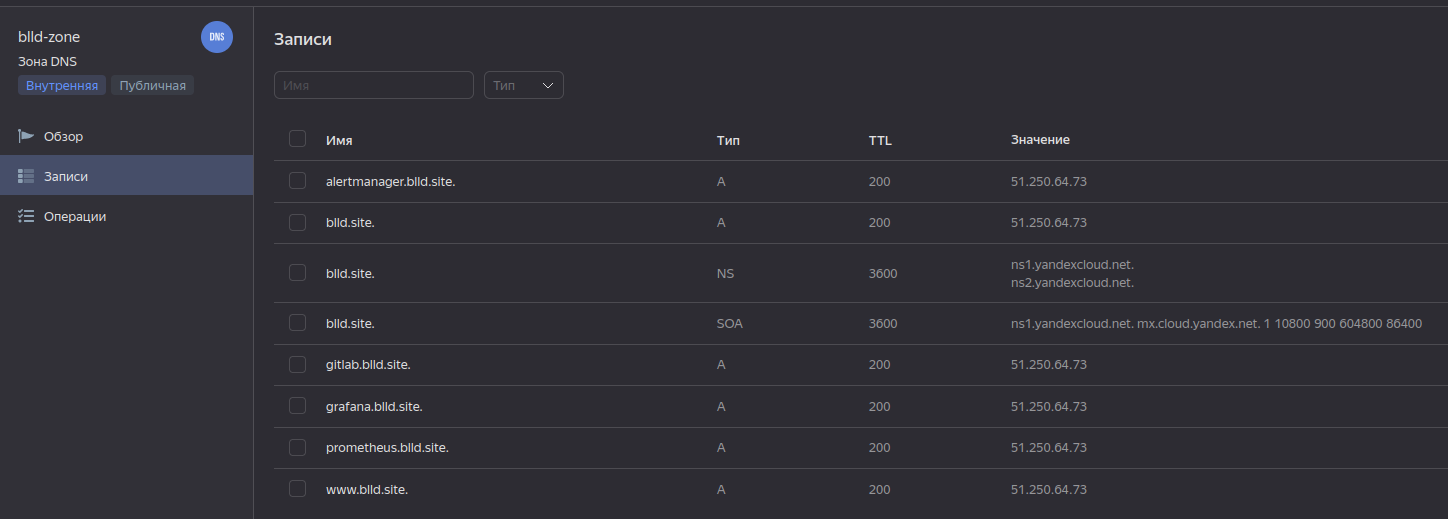 blld-zone
DNS
Зона DNS
Внутренняя Публичная
Обзор
Записи
Операции
Записи
Имя Тип
Имя Тип TTL Значение
alertmanager.blld.site. A 200 51.250.64.73
blld.site. A 200 51.250.64.73
blld.site. NS 3600 ns1.yandexcloud.net.
ns2.yandexcloud.net.
blld.site. SOA 3600 ns1.yandexcloud.net. mx.cloud.yandex.net. 1 10800 900 604800 86400
gitlab.blld.site. A 200 51.250.64.73
grafana.blld.site. A 200 51.250.64.73
prometheus.blld.site. A 200 51.250.64.73
www.blld.site. A 200 51.250.64.73